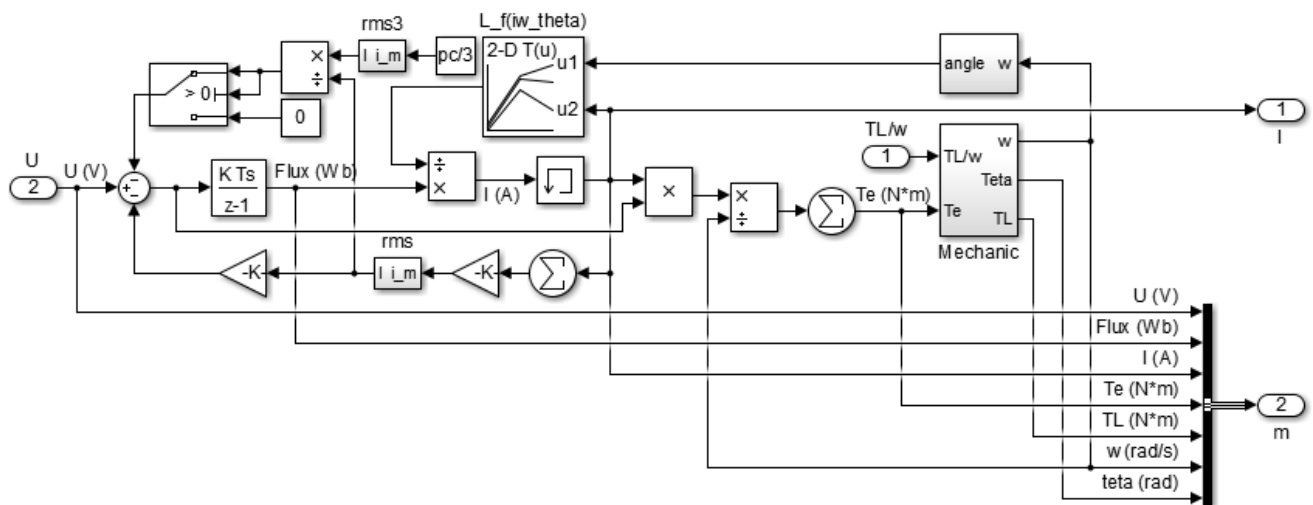 L_f(iw_theta)
rms3
2-D T(u)
u1
u2
pc/3
I i_m
×
÷
> 0
0
angle w
1
I
TL/w
1
TL/w
Te
w
Teta
TL
Mechanic
U
2
U (V)
+
−
−
K Ts
z-1
Flux (Wb)
÷
×
I (A)
×
×
÷
Σ
Te (N*m)
rms
-K-
I i_m
-K-
Σ
U (V)
Flux (Wb)
I (A)
Te (N*m)
TL (N*m)
w (rad/s)
teta (rad)
2
m